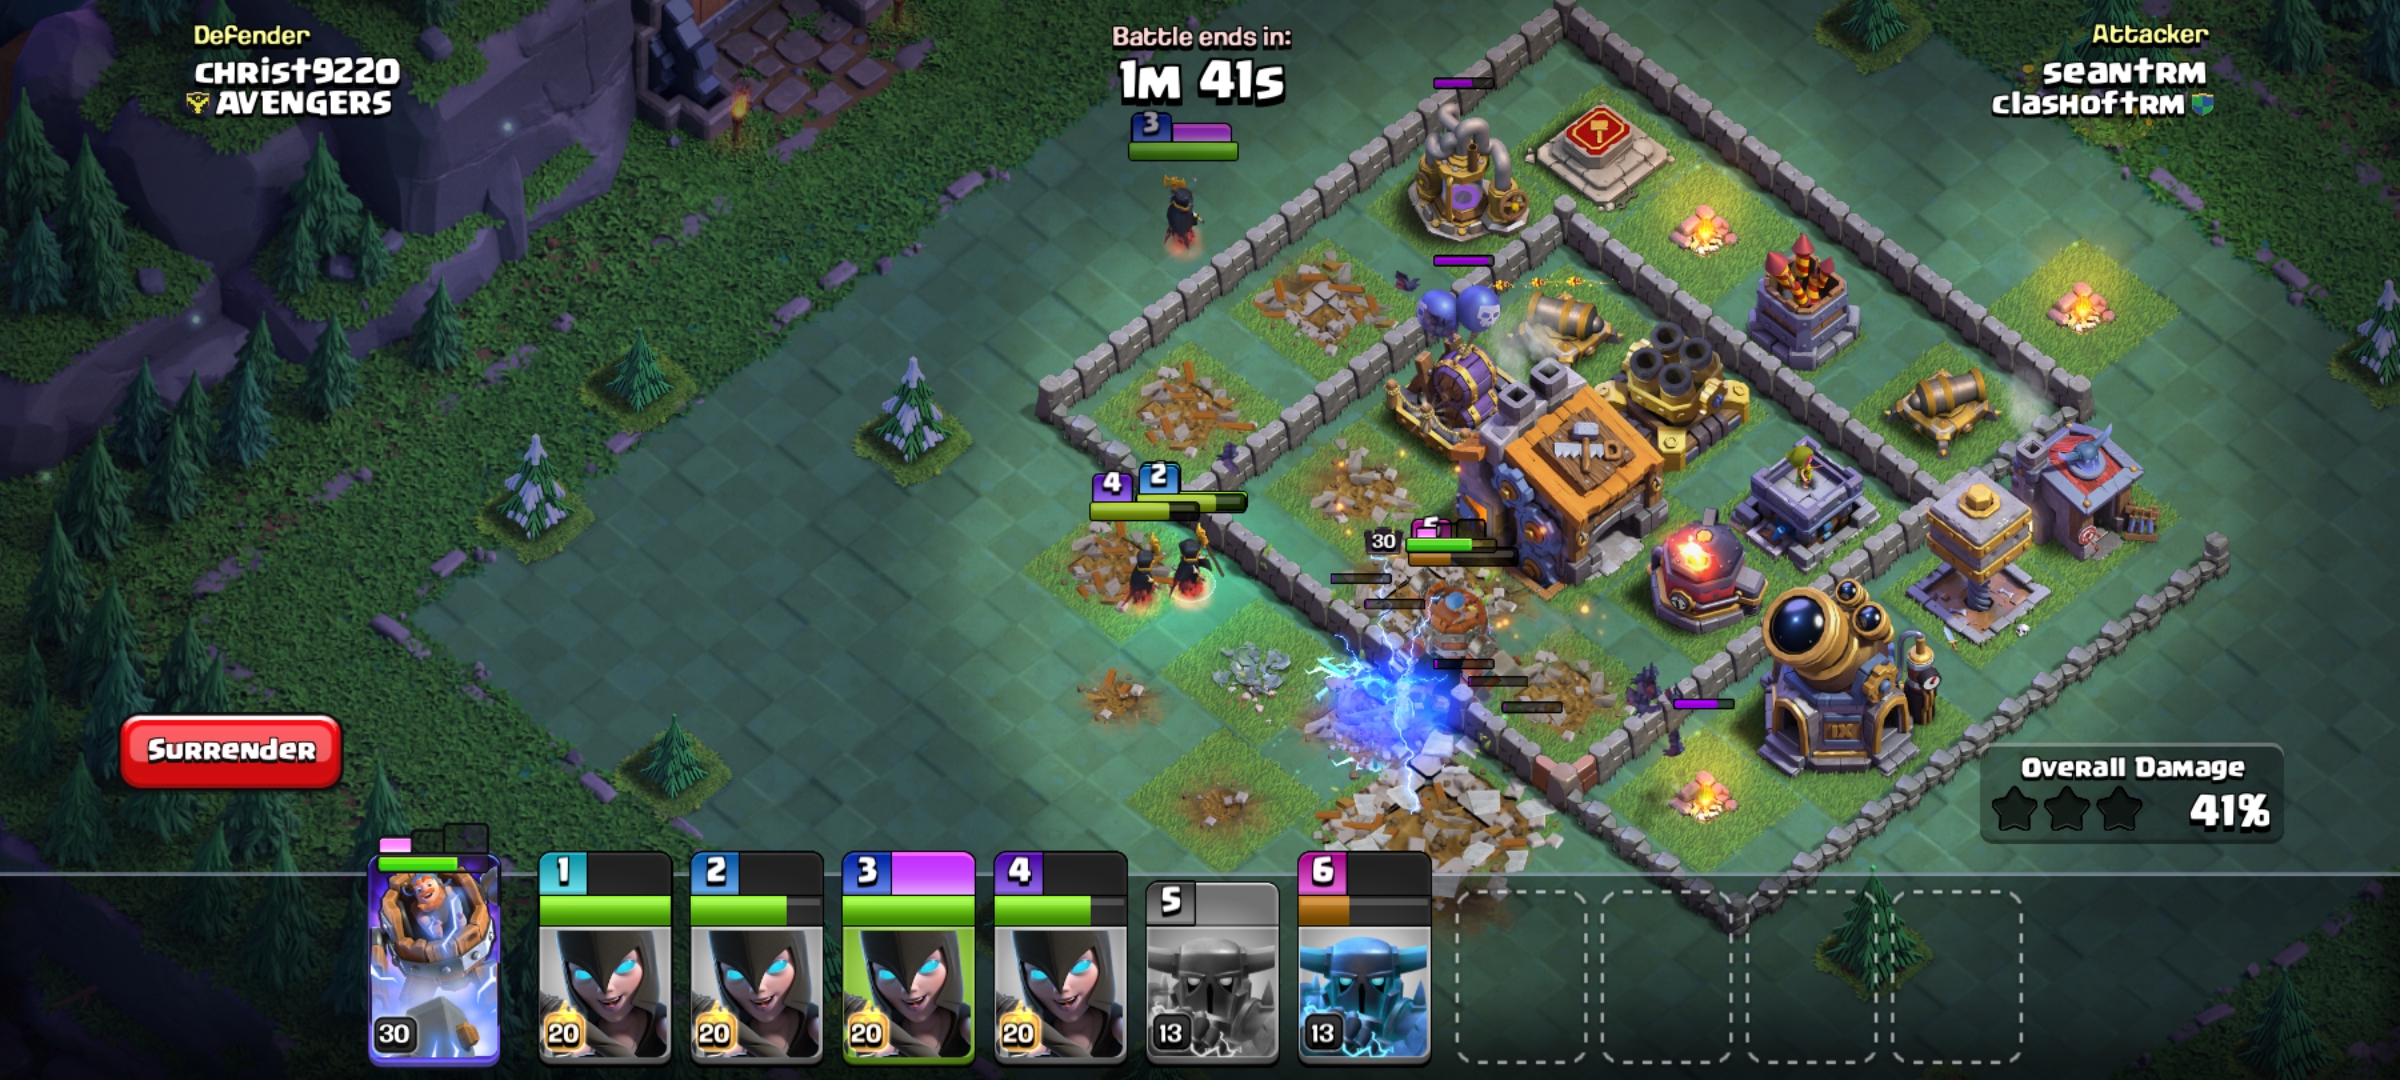 Defender
christ9220
AVENGERS
Battle ends in:
1M 41S
Attacker
seantrm
clashoftrm
3
4
2
30
Surrender
Overall Damage
41%
1
2
3
4
5
6
30
20
20
20
20
13
13
IX